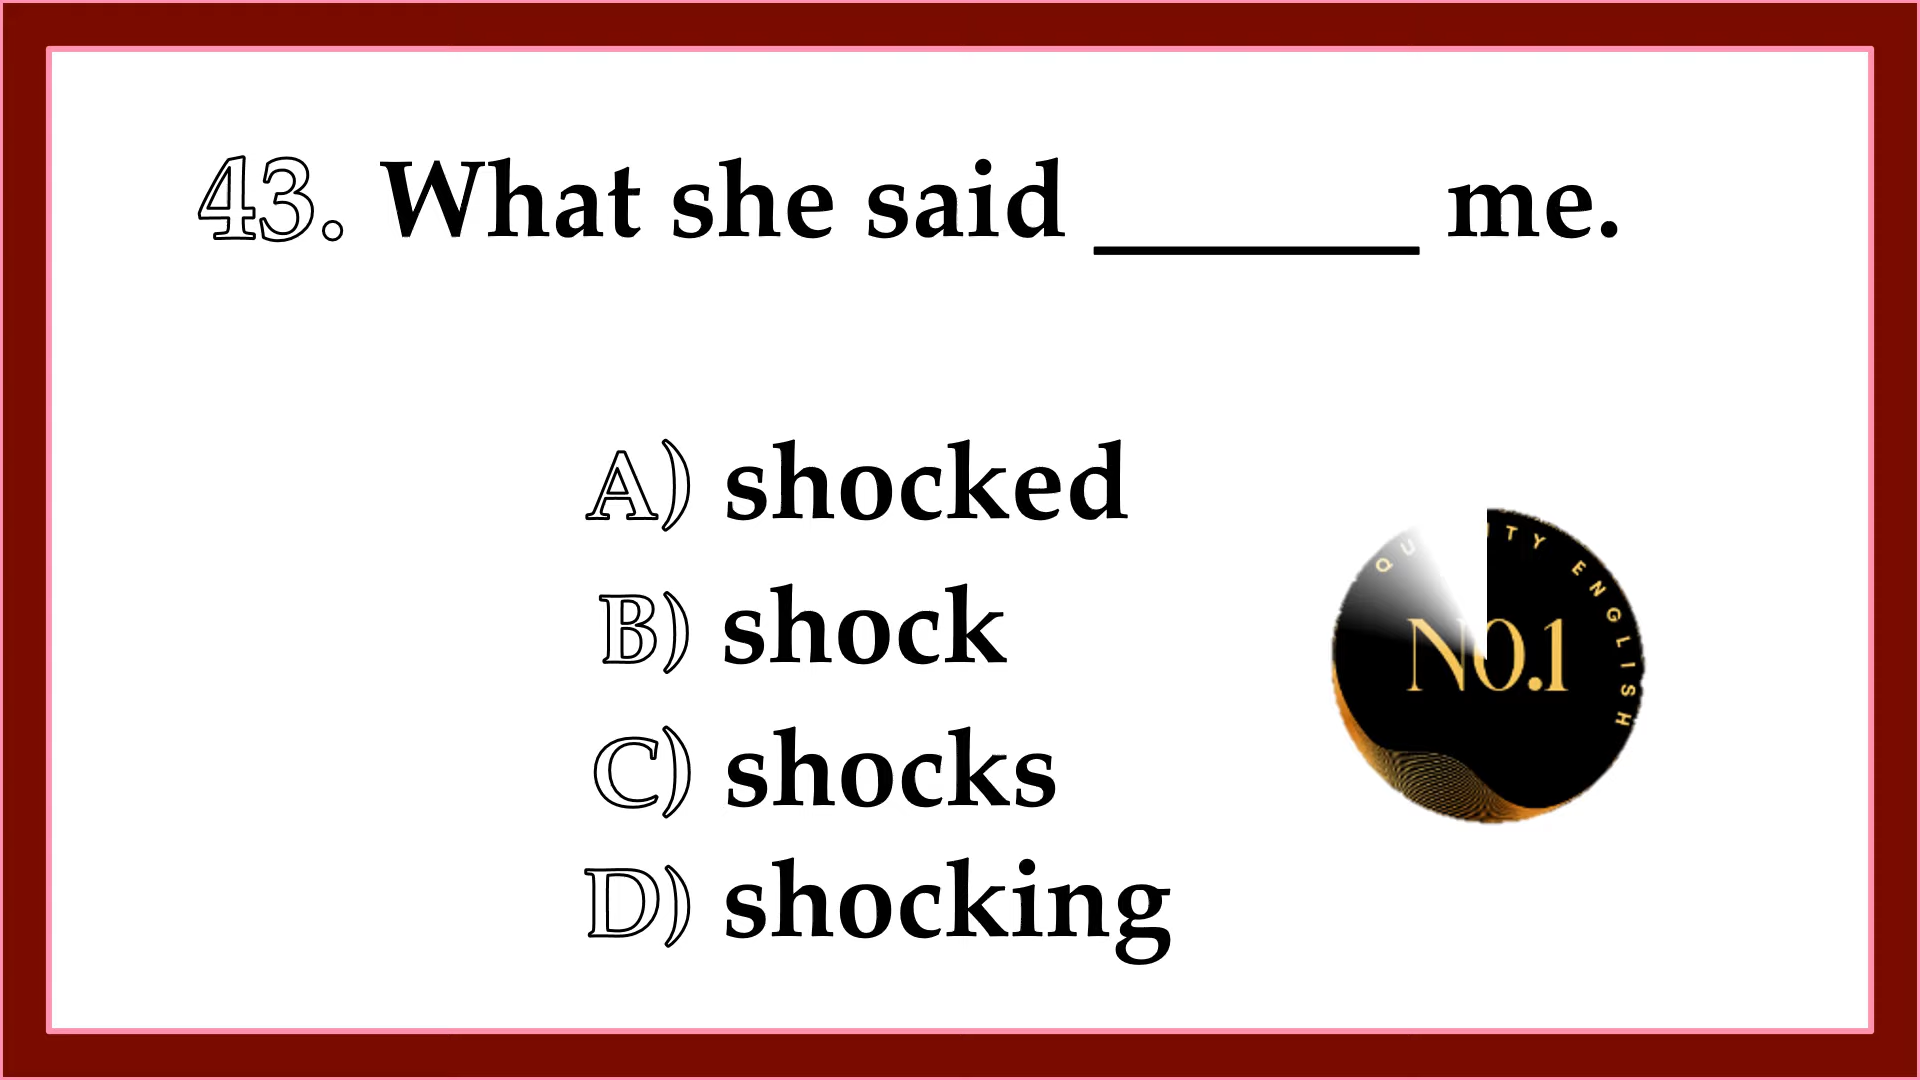 43. What she said ______ me.
A) shocked
B) shock
C) shocks
D) shocking
ENGLISH
NO.1